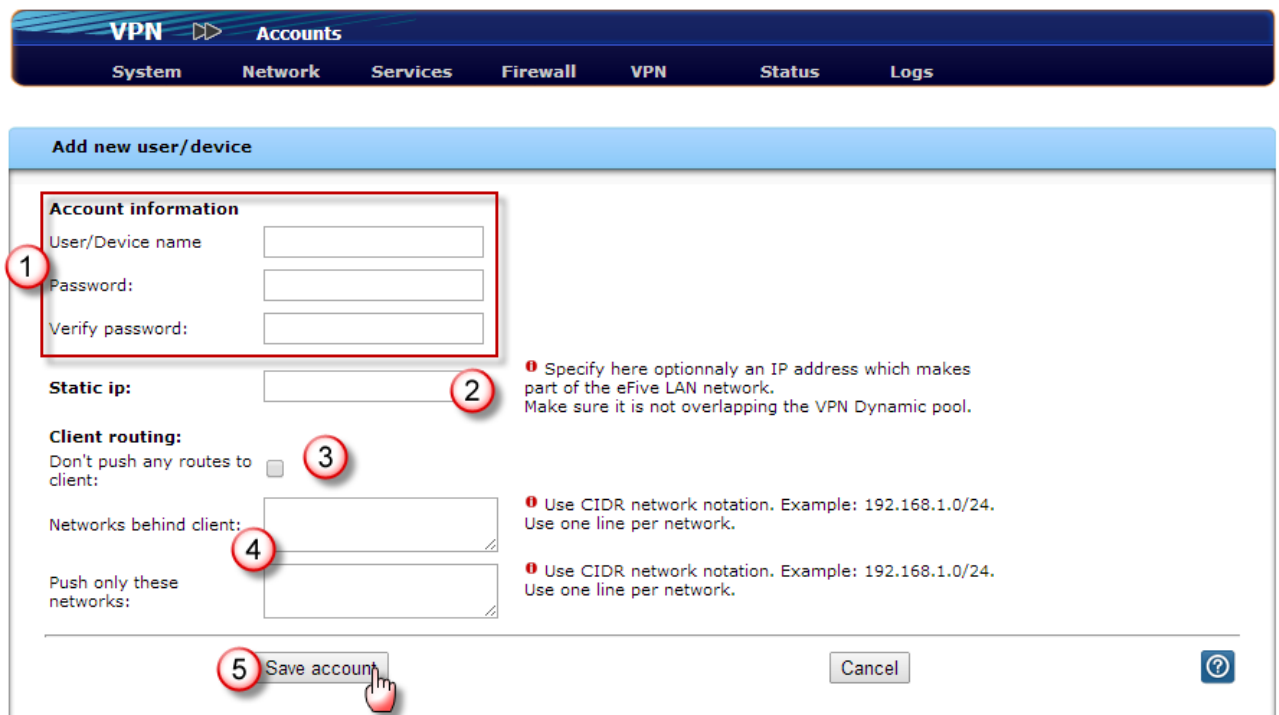 VPN Accounts
System Network Services Firewall VPN Status Logs
Add new user/device
Account information
User/Device name
1
Password:
Verify password:
Static ip:
2
Specify here optionnaly an IP address which makes
part of the eFive LAN network.
Make sure it is not overlapping the VPN Dynamic pool.
Client routing:
Don't push any routes to
client:
3
Networks behind client:
Use CIDR network notation. Example: 192.168.1.0/24.
Use one line per network.
4
Push only these
networks:
Use CIDR network notation. Example: 192.168.1.0/24.
Use one line per network.
5 Save account Cancel ?